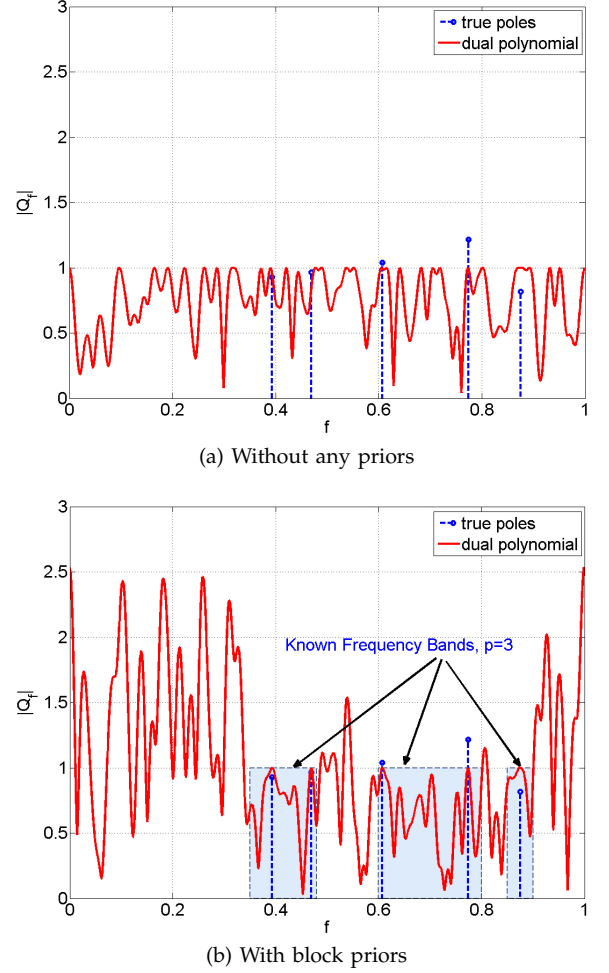 3
true poles
dual polynomial
2.5
2
1.5
|Q_f|
1
0.5
0
0 0.2 0.4 0.6 0.8 1
f
(a) Without any priors
3
true poles
dual polynomial
2.5
2
Known Frequency Bands, p=3
1.5
|Q_f|
1
0.5
0
0 0.2 0.4 0.6 0.8 1
f
(b) With block priors